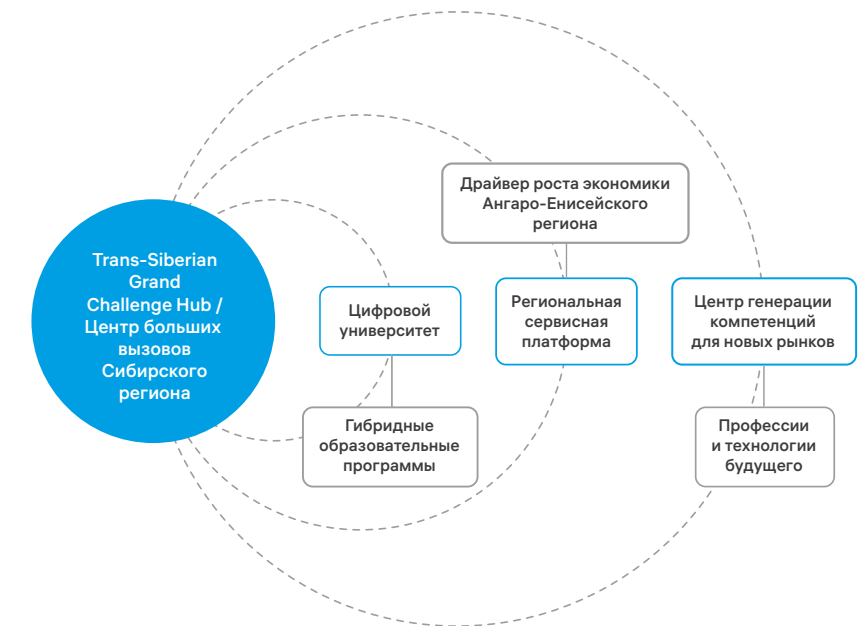 Trans-Siberian
Grand
Challenge Hub /
Центр больших
вызовов
Сибирского
региона
Цифровой
университет
Гибридные
образовательные
программы
Драйвер роста экономики
Ангаро-Енисейского
региона
Региональная
сервисная
платформа
Центр генерации
компетенций
для новых рынков
Профессии
и технологии
будущего